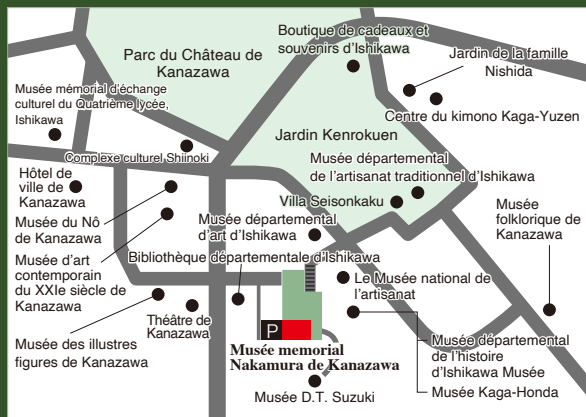 Boutique de cadeaux et
souvenirs d'Ishikawa
Parc du Château de
Kanazawa
Jardin de la famille
Nishida
Musée mémorial d'échange
culturel du Quatrième lycée,
Ishikawa
Centre du kimono Kaga-Yuzen
Jardin Kenrokuen
Complexe culturel Shiinoki
Musée départemental
de l'artisanat traditionnel d'Ishikawa
Hôtel de
ville de
Kanazawa
Villa Seisonkaku
Musée
folklorique de
Kanazawa
Musée du Nô
de Kanazawa
Musée départemental
d'art d'Ishikawa
Musée d'art
contemporain
du XXIe siècle de
Kanazawa
Bibliothèque départementale d'Ishikawa
Le Musée national de
l'artisanat
Théâtre de
Kanazawa
P
Musée des illustres
figures de Kanazawa
Musée memorial
Nakamura de Kanazawa
Musée départemental
de l'histoire
d'Ishikawa Musée
Musée Kaga-Honda
Musée D.T. Suzuki